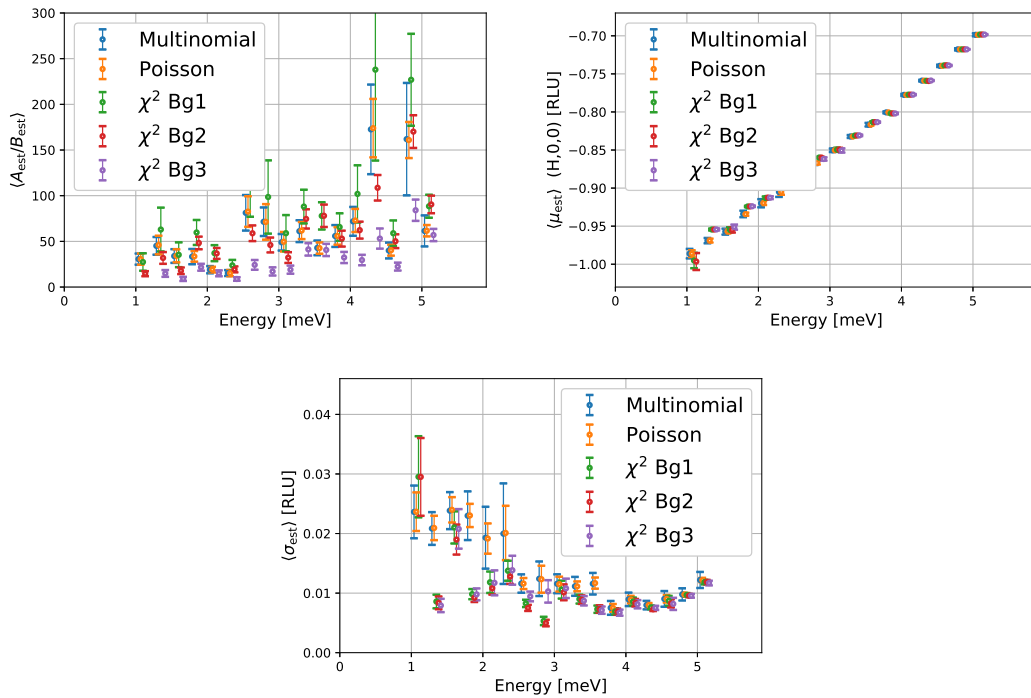 300
250
200
150
100
50
0
⟨A_est/B_est⟩
Multinomial
Poisson
χ² Bg1
χ² Bg2
χ² Bg3
0 1 2 3 4 5
Energy [meV]
−0.70
−0.75
−0.80
−0.85
−0.90
−0.95
−1.00
⟨μ_est⟩ (H,0,0) [RLU]
Multinomial
Poisson
χ² Bg1
χ² Bg2
χ² Bg3
0 1 2 3 4 5
Energy [meV]
0.04
0.03
0.02
0.01
0.00
⟨σ_est⟩ [RLU]
Multinomial
Poisson
χ² Bg1
χ² Bg2
χ² Bg3
0 1 2 3 4 5
Energy [meV]